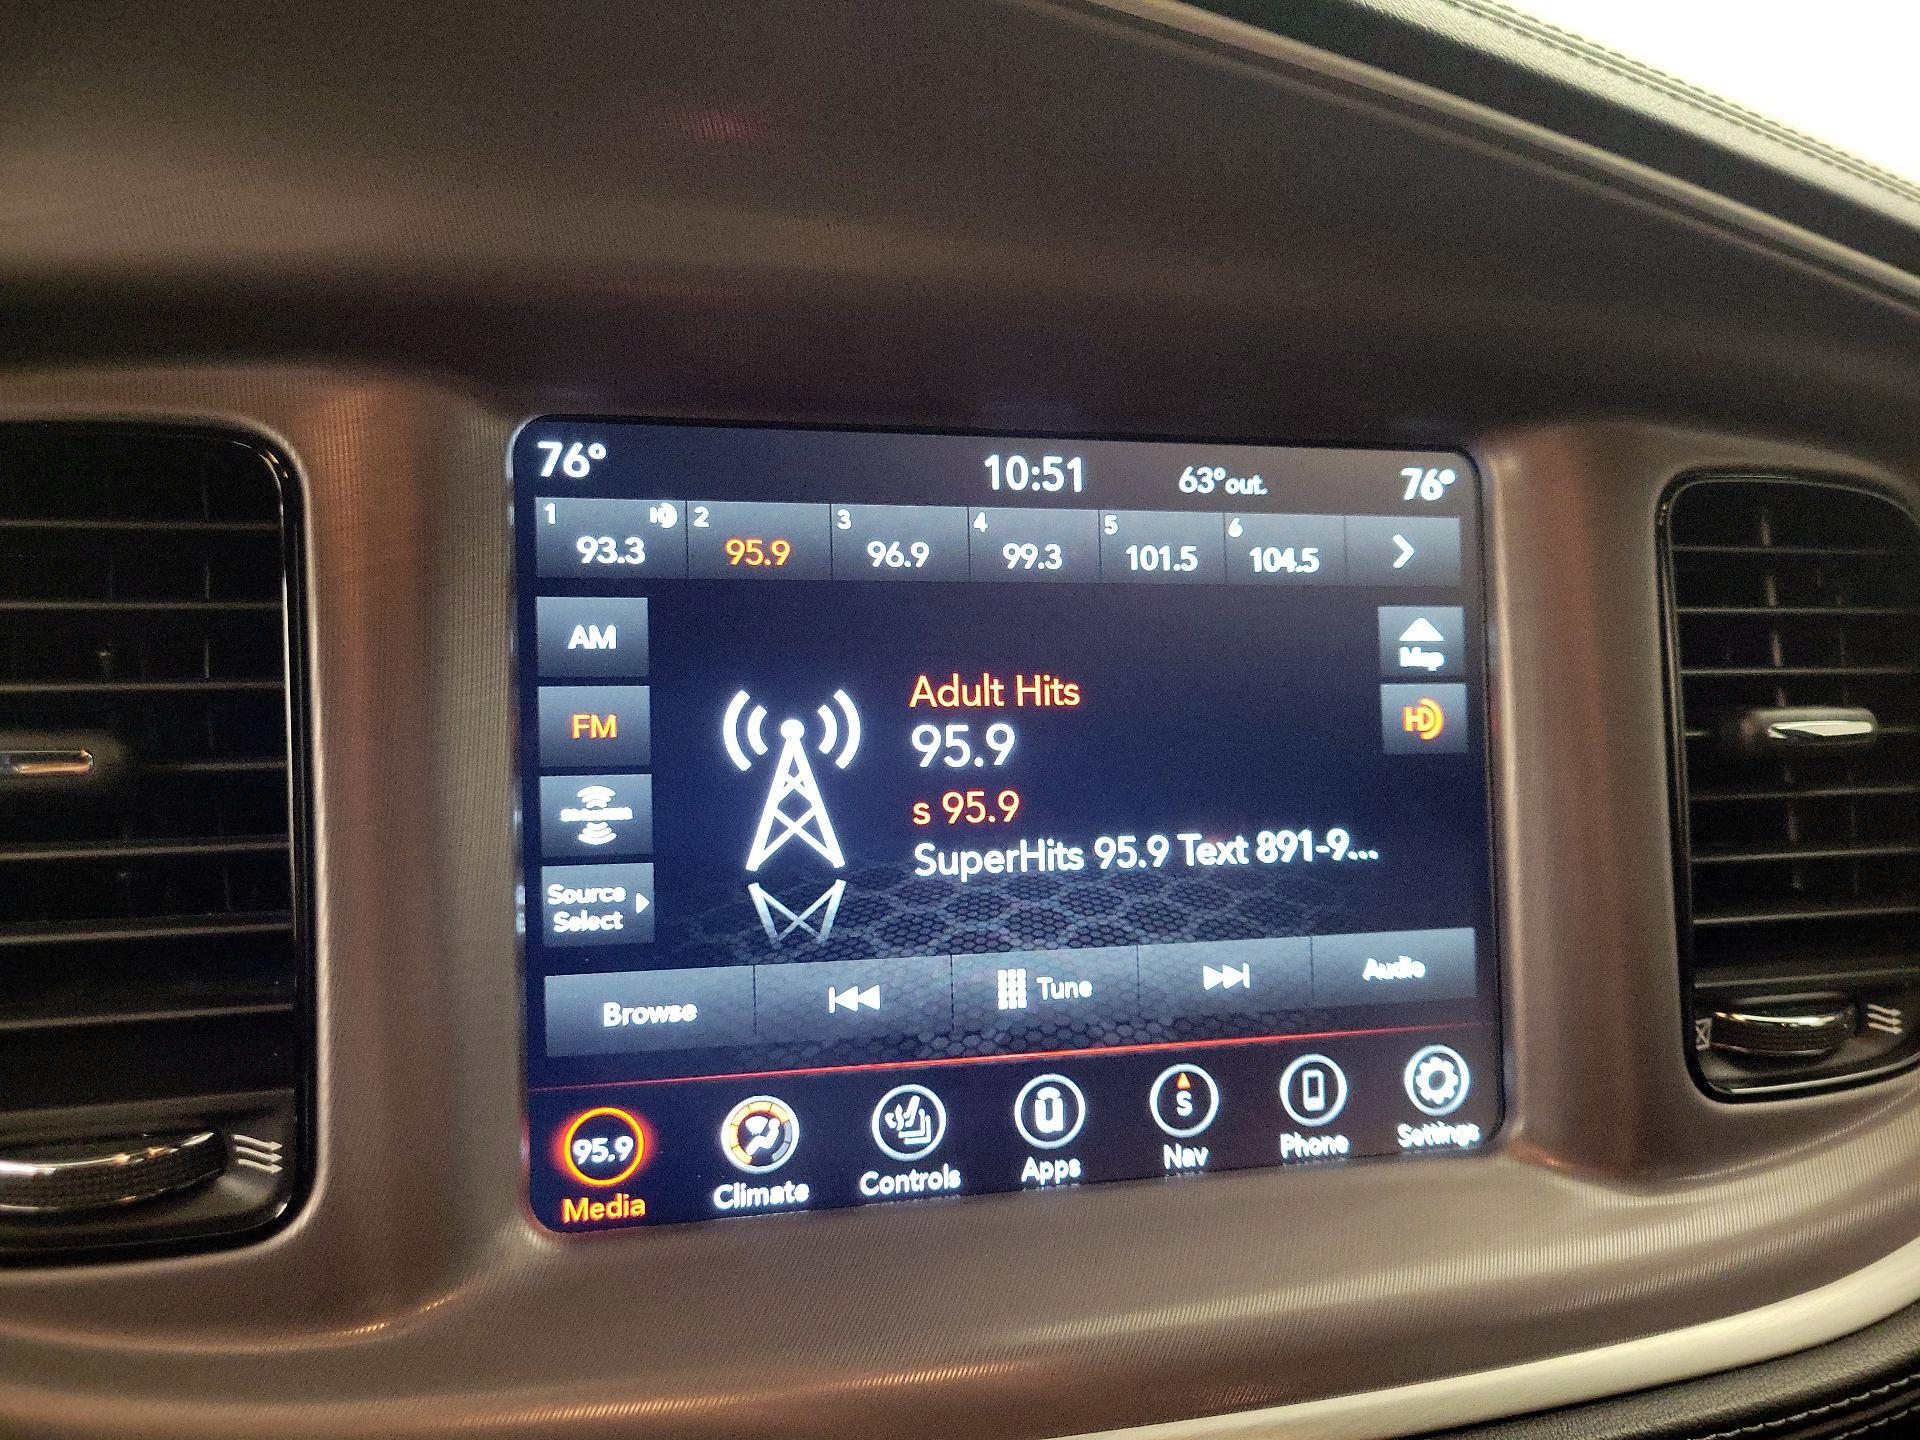 76° 10:51 63°out. 76°
1 HD 2 3 4 5 6
93.3 95.9 96.9 99.3 101.5 104.5
AM
Map
FM
HD
Adult Hits
95.9
s 95.9
SuperHits 95.9 Text 891-9...
Source
Select
Browse Tune Audio
95.9 S
Media Climate Controls Apps Nav Phone Settings